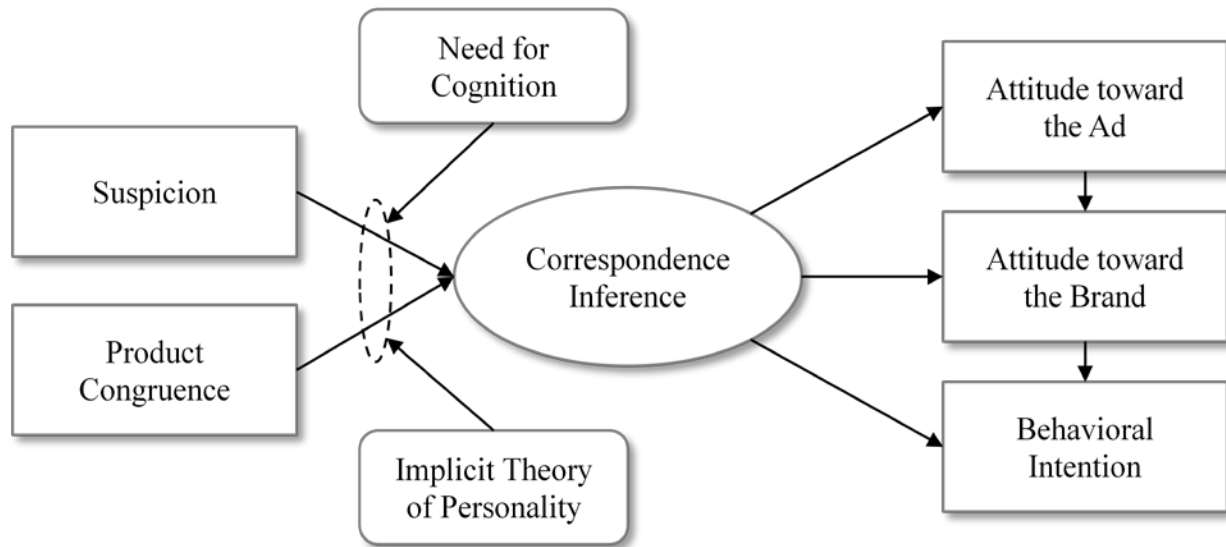 Need for
Cognition
Suspicion
Product
Congruence
Implicit Theory
of Personality
Correspondence
Inference
Attitude toward
the Ad
Attitude toward
the Brand
Behavioral
Intention